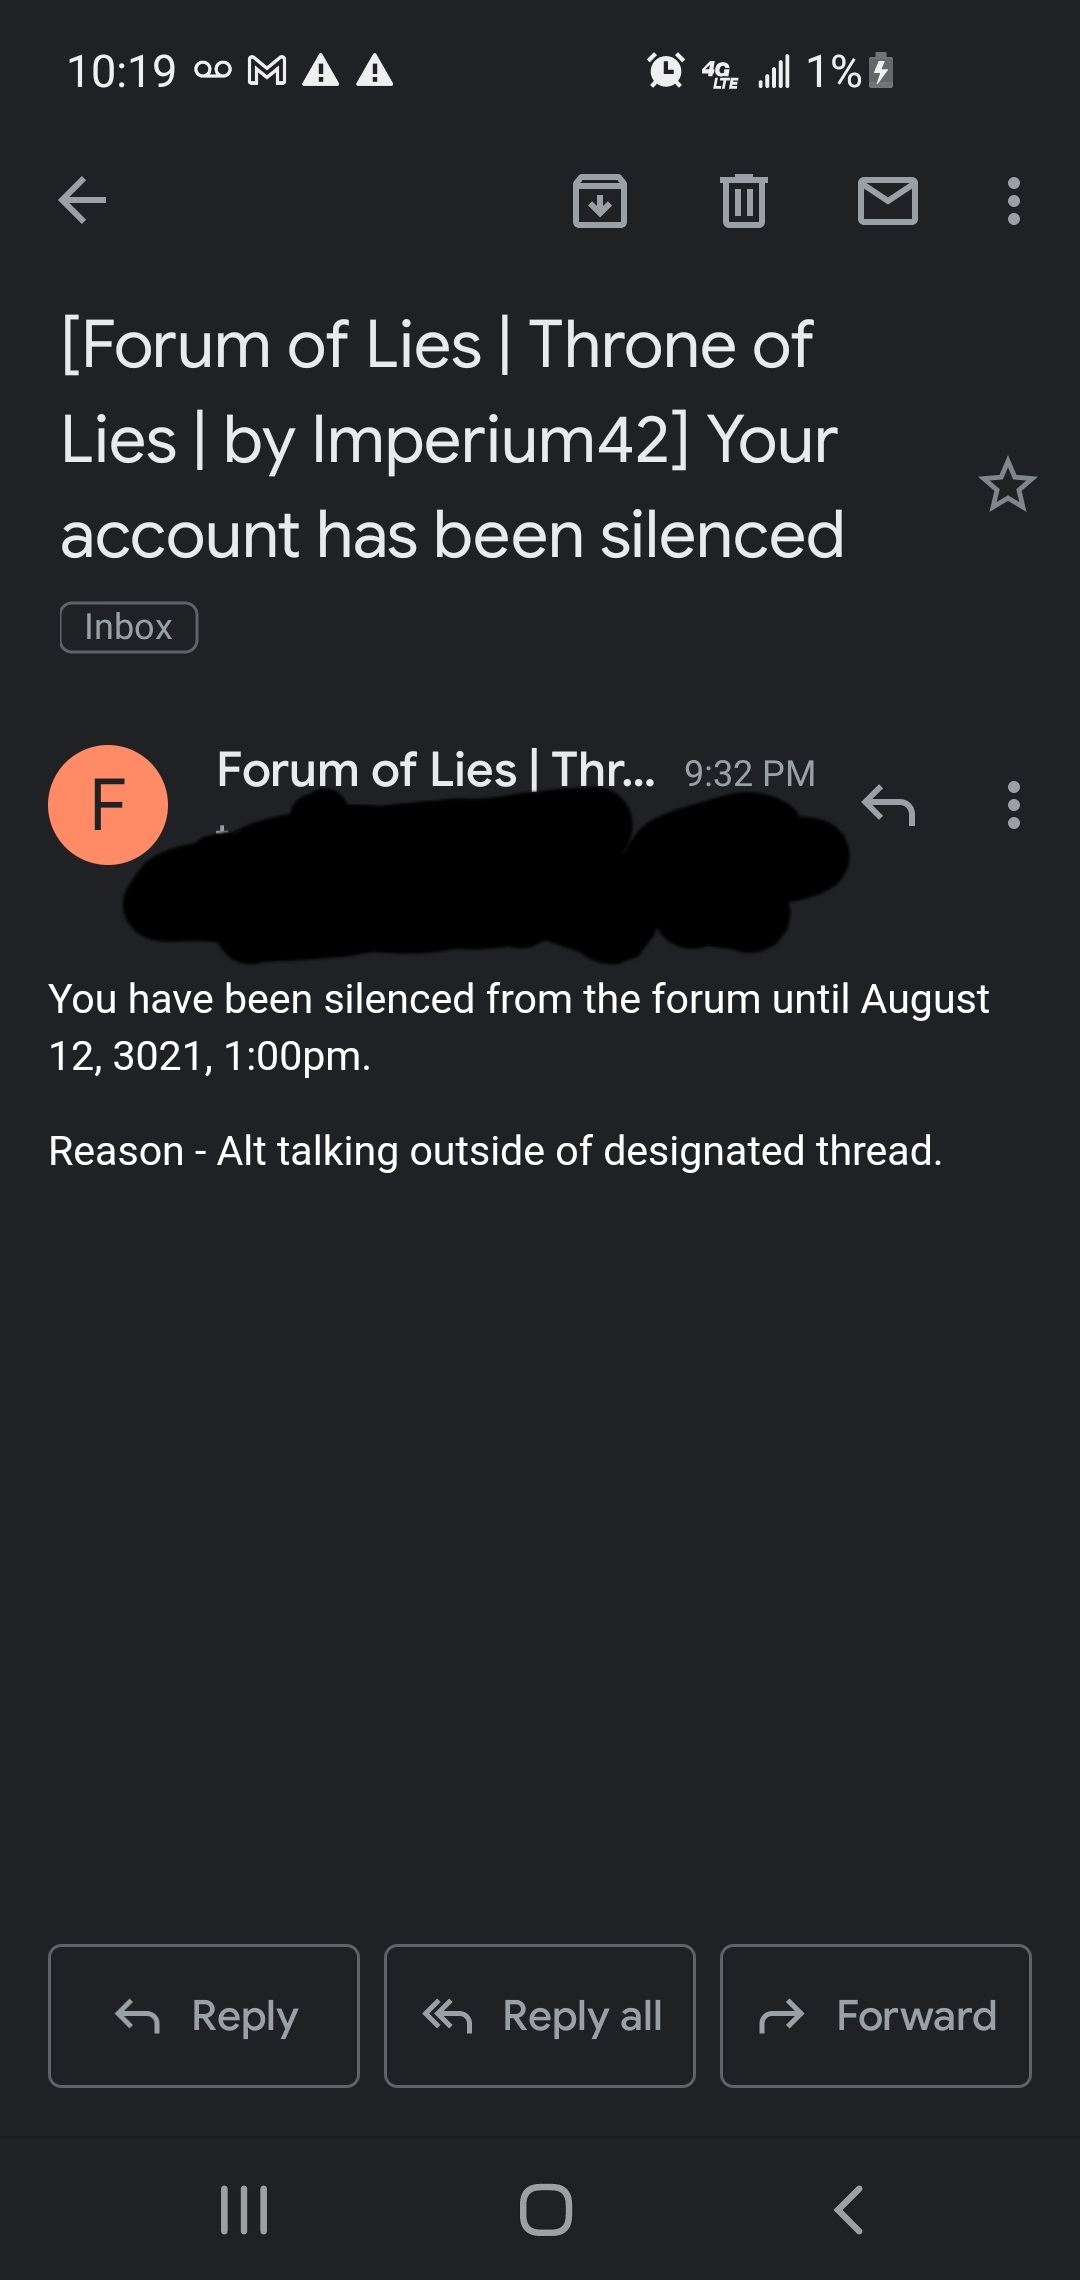 10:19 4G LTE 1%
[Forum of Lies | Throne of
Lies | by Imperium42] Your
account has been silenced
Inbox
F
Forum of Lies | Thr... 9:32 PM
You have been silenced from the forum until August
12, 3021, 1:00pm.
Reason - Alt talking outside of designated thread.
Reply Reply all Forward